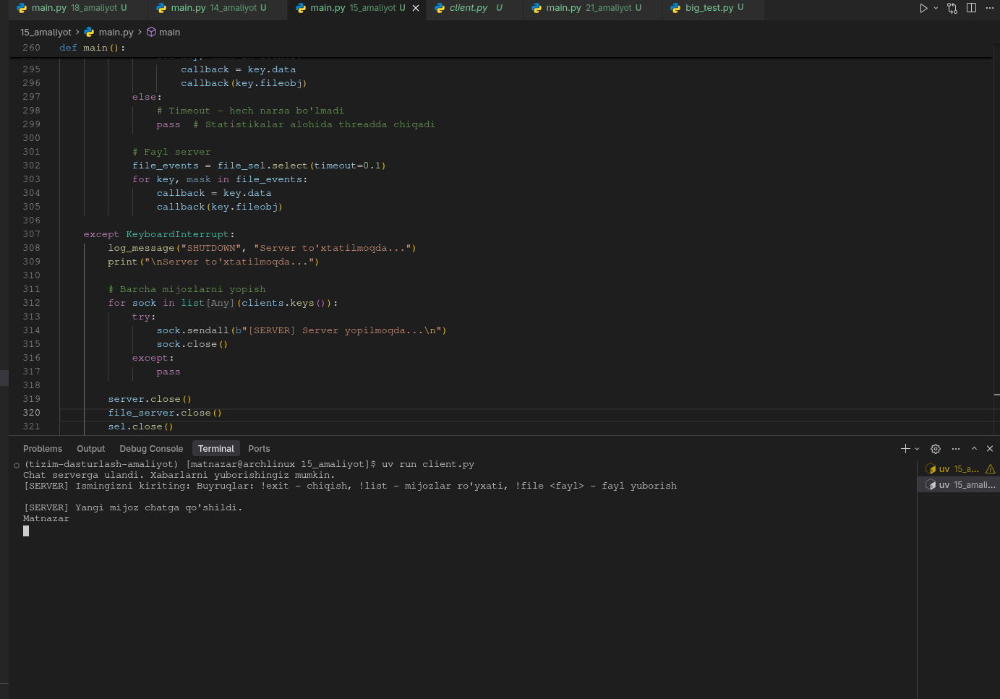 main.py 18_amaliyot U main.py 14_amaliyot U main.py 15_amaliyot U client.py U main.py 21_amaliyot U big_test.py U
15_amaliyot > main.py > main
260 def main():
295 callback = key.data
296 callback(key.fileobj)
297 else:
298 # Timeout - hech narsa bo'lmadi
299 pass # Statistikalar alohida threadda chiqadi
300
301 # Fayl server
302 file_events = file_sel.select(timeout=0.1)
303 for key, mask in file_events:
304 callback = key.data
305 callback(key.fileobj)
306
307 except KeyboardInterrupt:
308 log_message("SHUTDOWN", "Server to'xtatilmoqda...")
309 print("\nServer to'xtatilmoqda...")
310
311 # Barcha mijozlarni yopish
312 for sock in list[Any](clients.keys()):
313 try:
314 sock.sendall(b"[SERVER] Server yopilmoqda...\n")
315 sock.close()
316 except:
317 pass
318
319 server.close()
320 file_server.close()
321 sel.close()
Problems Output Debug Console Terminal Ports
(tizim-dasturlash-amaliyot) [matnazar@archlinux 15_amaliyot]$ uv run client.py
Chat serverga ulandi. Xabarlarni yuborishingiz mumkin.
[SERVER] Ismingizni kiriting: Buyruqlar: !exit - chiqish, !list - mijozlar ro'yxati, !file <fayl> - fayl yuborish
[SERVER] Yangi mijoz chatga qo'shildi.
Matnazar
uv 15_a...
uv 15_amali...